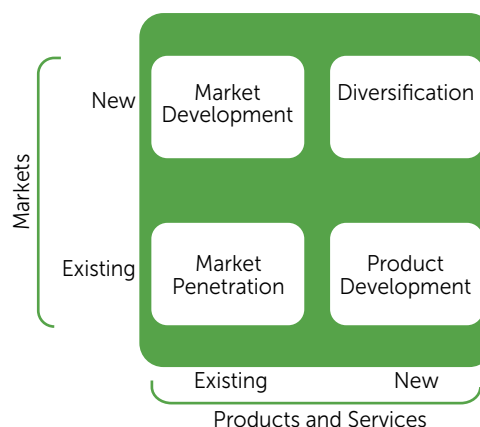 Markets
New
Market
Development
Diversification
Existing
Market
Penetration
Product
Development
Existing
New
Products and Services